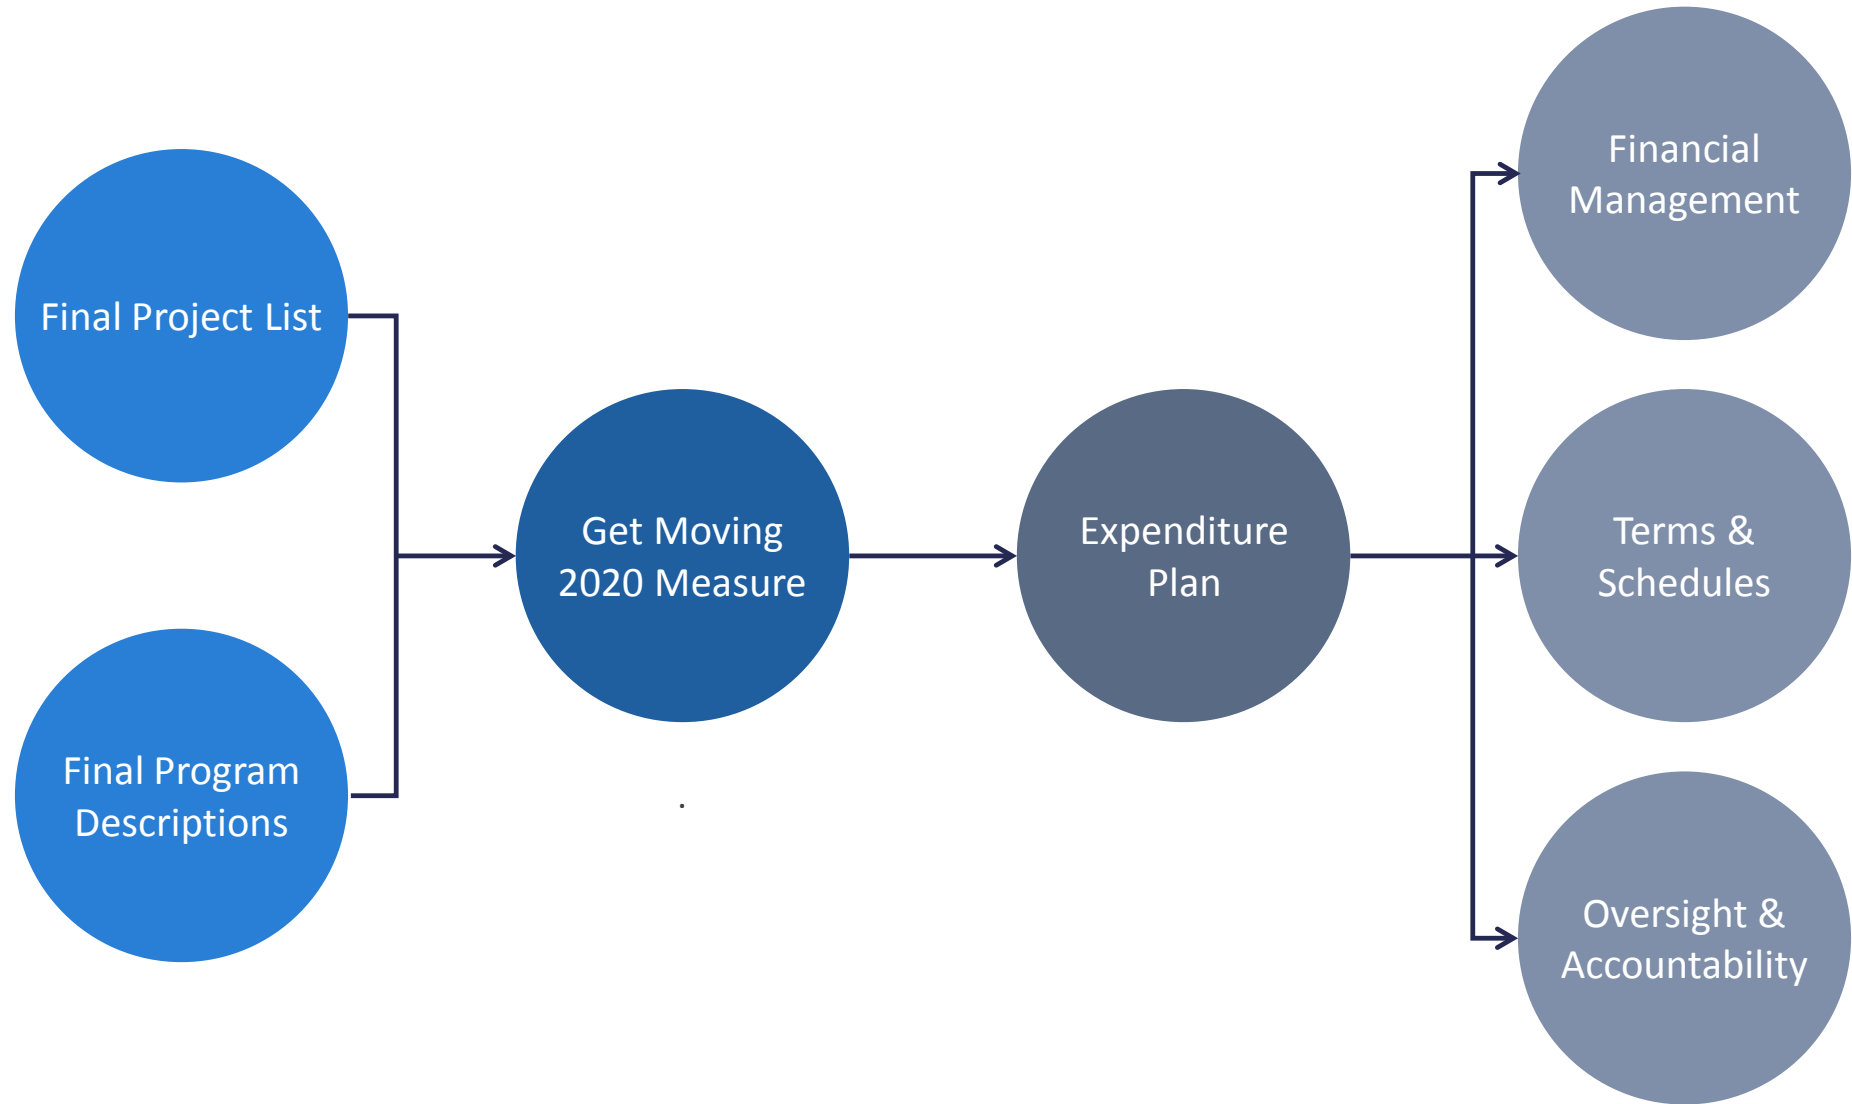 Final Project List
Final Program
Descriptions
Get Moving
2020 Measure
.
Expenditure
Plan
Financial
Management
Terms &
Schedules
Oversight &
Accountability